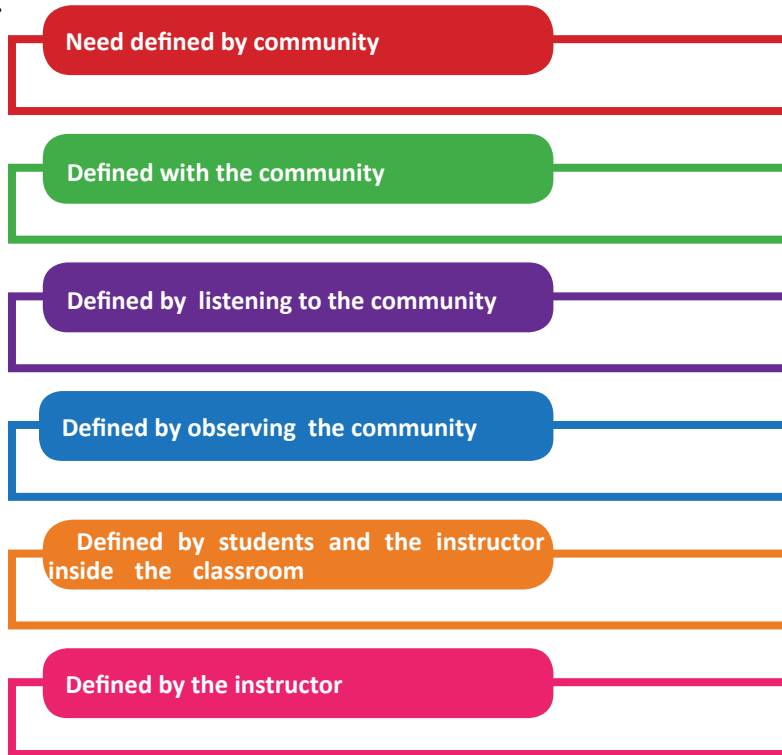 Need defined by community
Defined with the community
Defined by listening to the community
Defined by observing the community
Defined by students and the instructor
inside the classroom
Defined by the instructor